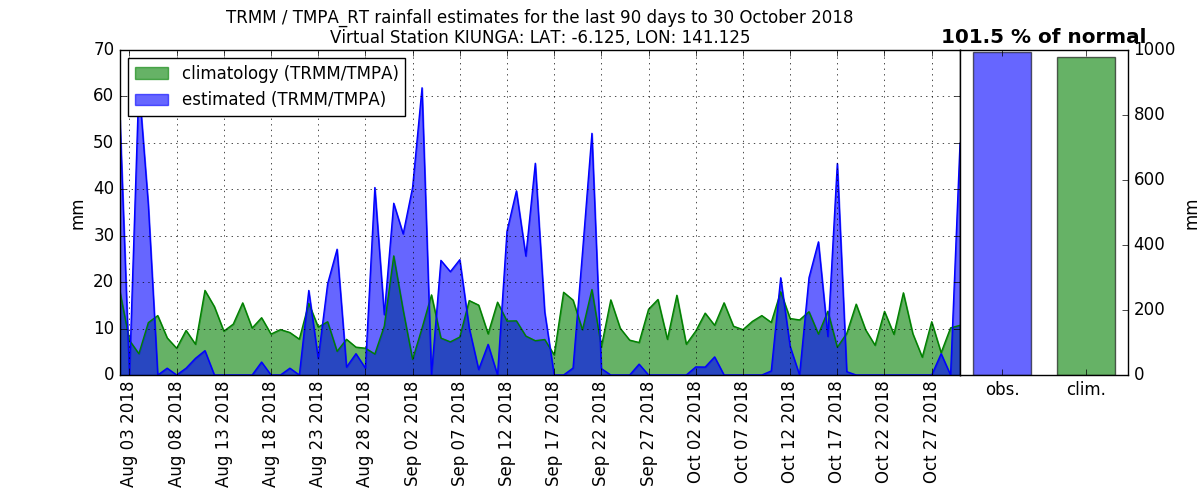 TRMM / TMPA_RT rainfall estimates for the last 90 days to 30 October 2018
Virtual Station KIUNGA: LAT: -6.125, LON: 141.125
101.5 % of normal
climatology (TRMM/TMPA)
estimated (TRMM/TMPA)
70
60
50
40
30
20
10
0
mm
1000
800
600
400
200
0
mm
Aug 03 2018
Aug 08 2018
Aug 13 2018
Aug 18 2018
Aug 23 2018
Aug 28 2018
Sep 02 2018
Sep 07 2018
Sep 12 2018
Sep 17 2018
Sep 22 2018
Sep 27 2018
Oct 02 2018
Oct 07 2018
Oct 12 2018
Oct 17 2018
Oct 22 2018
Oct 27 2018
obs.
clim.